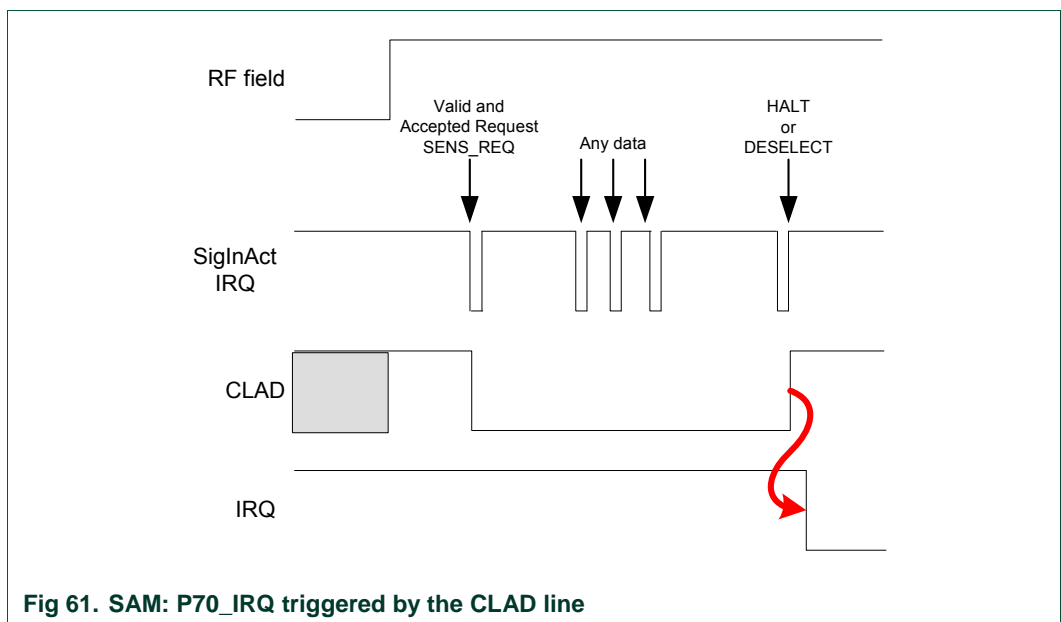 RF field
Valid and
Accepted Request
SENS_REQ
Any data
HALT
or
DESELECT
SigInAct
IRQ
CLAD
IRQ
Fig 61. SAM: P70_IRQ triggered by the CLAD line